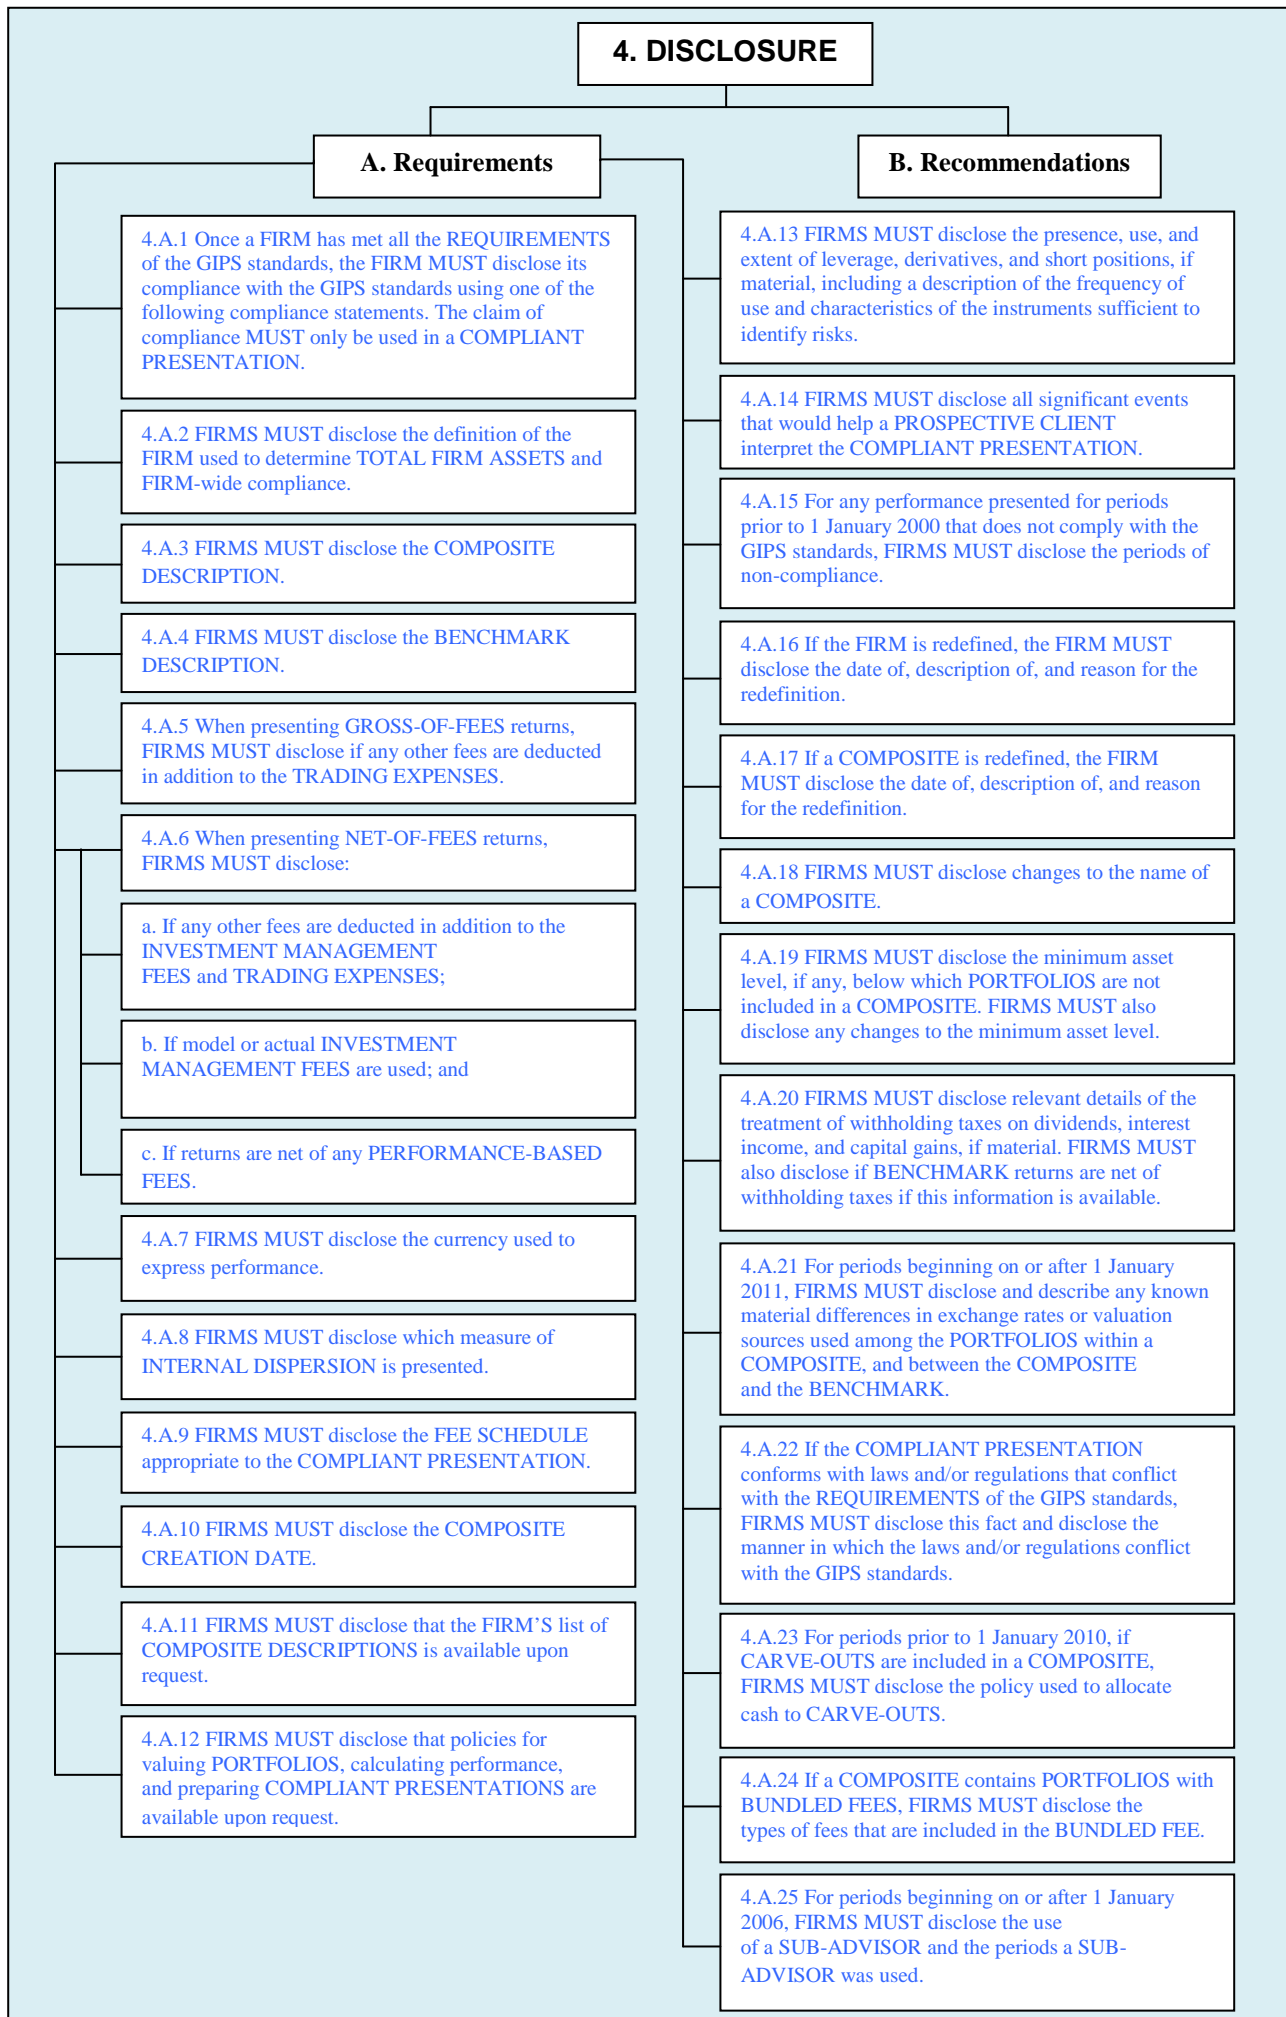 4. DISCLOSURE
A. Requirements
B. Recommendations
4.A.1 Once a FIRM has met all the REQUIREMENTS
of the GIPS standards, the FIRM MUST disclose its
compliance with the GIPS standards using one of the
following compliance statements. The claim of
compliance MUST only be used in a COMPLIANT
PRESENTATION.
4.A.2 FIRMS MUST disclose the definition of the
FIRM used to determine TOTAL FIRM ASSETS and
FIRM-wide compliance.
4.A.3 FIRMS MUST disclose the COMPOSITE
DESCRIPTION.
4.A.4 FIRMS MUST disclose the BENCHMARK
DESCRIPTION.
4.A.5 When presenting GROSS-OF-FEES returns,
FIRMS MUST disclose if any other fees are deducted
in addition to the TRADING EXPENSES.
4.A.6 When presenting NET-OF-FEES returns,
FIRMS MUST disclose:
a. If any other fees are deducted in addition to the
INVESTMENT MANAGEMENT
FEES and TRADING EXPENSES;
b. If model or actual INVESTMENT
MANAGEMENT FEES are used; and
c. If returns are net of any PERFORMANCE-BASED
FEES.
4.A.7 FIRMS MUST disclose the currency used to
express performance.
4.A.8 FIRMS MUST disclose which measure of
INTERNAL DISPERSION is presented.
4.A.9 FIRMS MUST disclose the FEE SCHEDULE
appropriate to the COMPLIANT PRESENTATION.
4.A.10 FIRMS MUST disclose the COMPOSITE
CREATION DATE.
4.A.11 FIRMS MUST disclose that the FIRM'S list of
COMPOSITE DESCRIPTIONS is available upon
request.
4.A.12 FIRMS MUST disclose that policies for
valuing PORTFOLIOS, calculating performance,
and preparing COMPLIANT PRESENTATIONS are
available upon request.
4.A.13 FIRMS MUST disclose the presence, use, and
extent of leverage, derivatives, and short positions, if
material, including a description of the frequency of
use and characteristics of the instruments sufficient to
identify risks.
4.A.14 FIRMS MUST disclose all significant events
that would help a PROSPECTIVE CLIENT
interpret the COMPLIANT PRESENTATION.
4.A.15 For any performance presented for periods
prior to 1 January 2000 that does not comply with the
GIPS standards, FIRMS MUST disclose the periods of
non-compliance.
4.A.16 If the FIRM is redefined, the FIRM MUST
disclose the date of, description of, and reason for the
redefinition.
4.A.17 If a COMPOSITE is redefined, the FIRM
MUST disclose the date of, description of, and reason
for the redefinition.
4.A.18 FIRMS MUST disclose changes to the name of
a COMPOSITE.
4.A.19 FIRMS MUST disclose the minimum asset
level, if any, below which PORTFOLIOS are not
included in a COMPOSITE. FIRMS MUST also
disclose any changes to the minimum asset level.
4.A.20 FIRMS MUST disclose relevant details of the
treatment of withholding taxes on dividends, interest
income, and capital gains, if material. FIRMS MUST
also disclose if BENCHMARK returns are net of
withholding taxes if this information is available.
4.A.21 For periods beginning on or after 1 January
2011, FIRMS MUST disclose and describe any known
material differences in exchange rates or valuation
sources used among the PORTFOLIOS within a
COMPOSITE, and between the COMPOSITE
and the BENCHMARK.
4.A.22 If the COMPLIANT PRESENTATION
conforms with laws and/or regulations that conflict
with the REQUIREMENTS of the GIPS standards,
FIRMS MUST disclose this fact and disclose the
manner in which the laws and/or regulations conflict
with the GIPS standards.
4.A.23 For periods prior to 1 January 2010, if
CARVE-OUTS are included in a COMPOSITE,
FIRMS MUST disclose the policy used to allocate
cash to CARVE-OUTS.
4.A.24 If a COMPOSITE contains PORTFOLIOS with
BUNDLED FEES, FIRMS MUST disclose the
types of fees that are included in the BUNDLED FEE.
4.A.25 For periods beginning on or after 1 January
2006, FIRMS MUST disclose the use
of a SUB-ADVISOR and the periods a SUB-
ADVISOR was used.